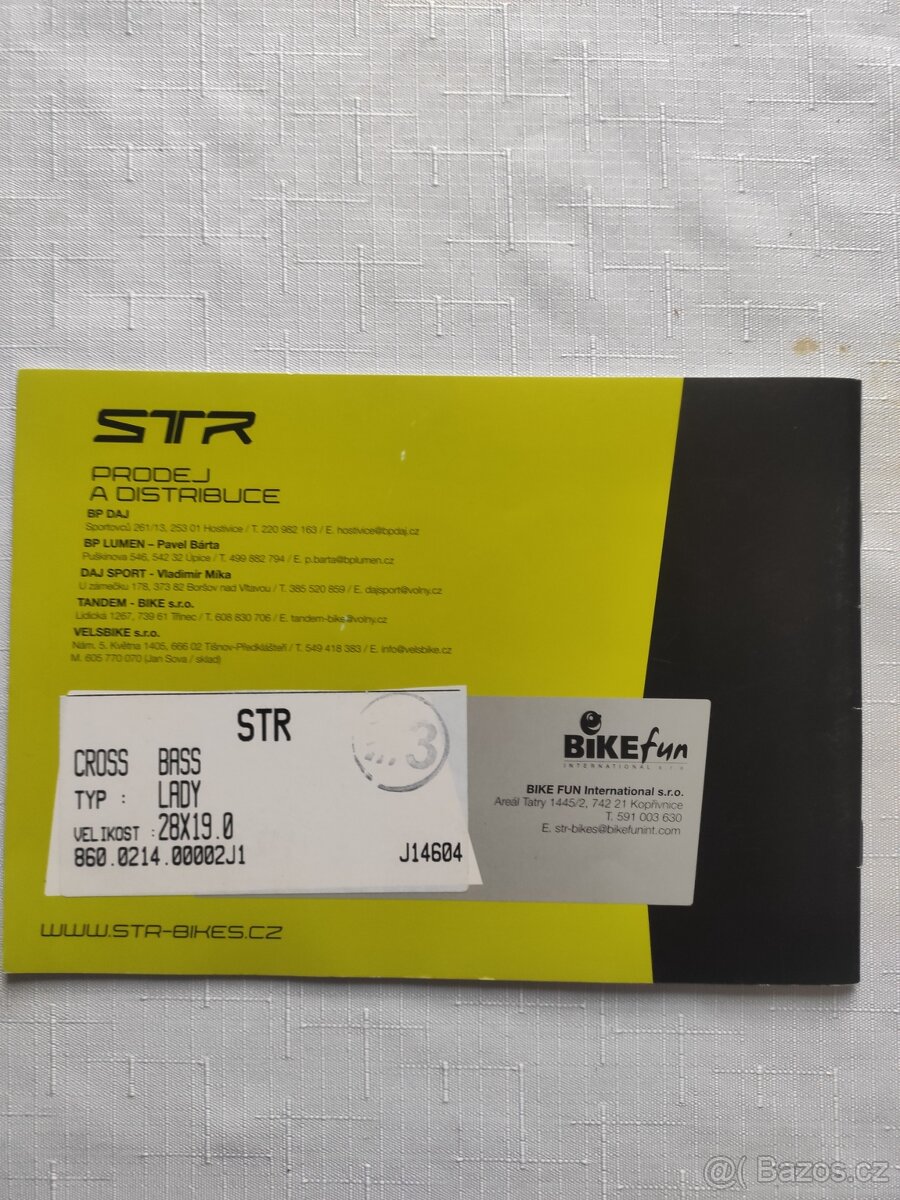 STR
PRODEJ
A DISTRIBUCE
BP DAJ
Sportovců 261/13, 253 01 Hostivice / T. 220 982 163 / E. hostivice@bpdaj.cz
BP LUMEN – Pavel Bárta
Puškinova 546, 542 32 Úpice / T. 499 882 794 / E. p.barta@bplumen.cz
DAJ SPORT - Vladimír Míka
U zámečku 178, 373 82 Boršov nad Vltavou / T. 385 520 859 / E. dajsport@volny.cz
TANDEM - BIKE s.r.o.
Lidická 1267, 739 61 Třinec / T. 608 830 706 / E. tandem-bike@volny.cz
VELSBIKE s.r.o.
Nám. 5. Května 1405, 666 02 Tišnov-Předklášteří / T. 549 418 383 / E. info@velsbike.cz
M. 605 770 070 (Jan Sova / sklad)
STR
3
CROSS BASS
TYP : LADY
VELIKOST :28X19.0
860.0214.00002J1 J14604
BIKEfun
INTERNATIONAL s.r.o.
BIKE FUN International s.r.o.
Areál Tatry 1445/2, 742 21 Kopřivnice
T. 591 003 630
E. str-bikes@bikefunint.com
WWW.STR-BIKES.CZ
@( Bazos.cz